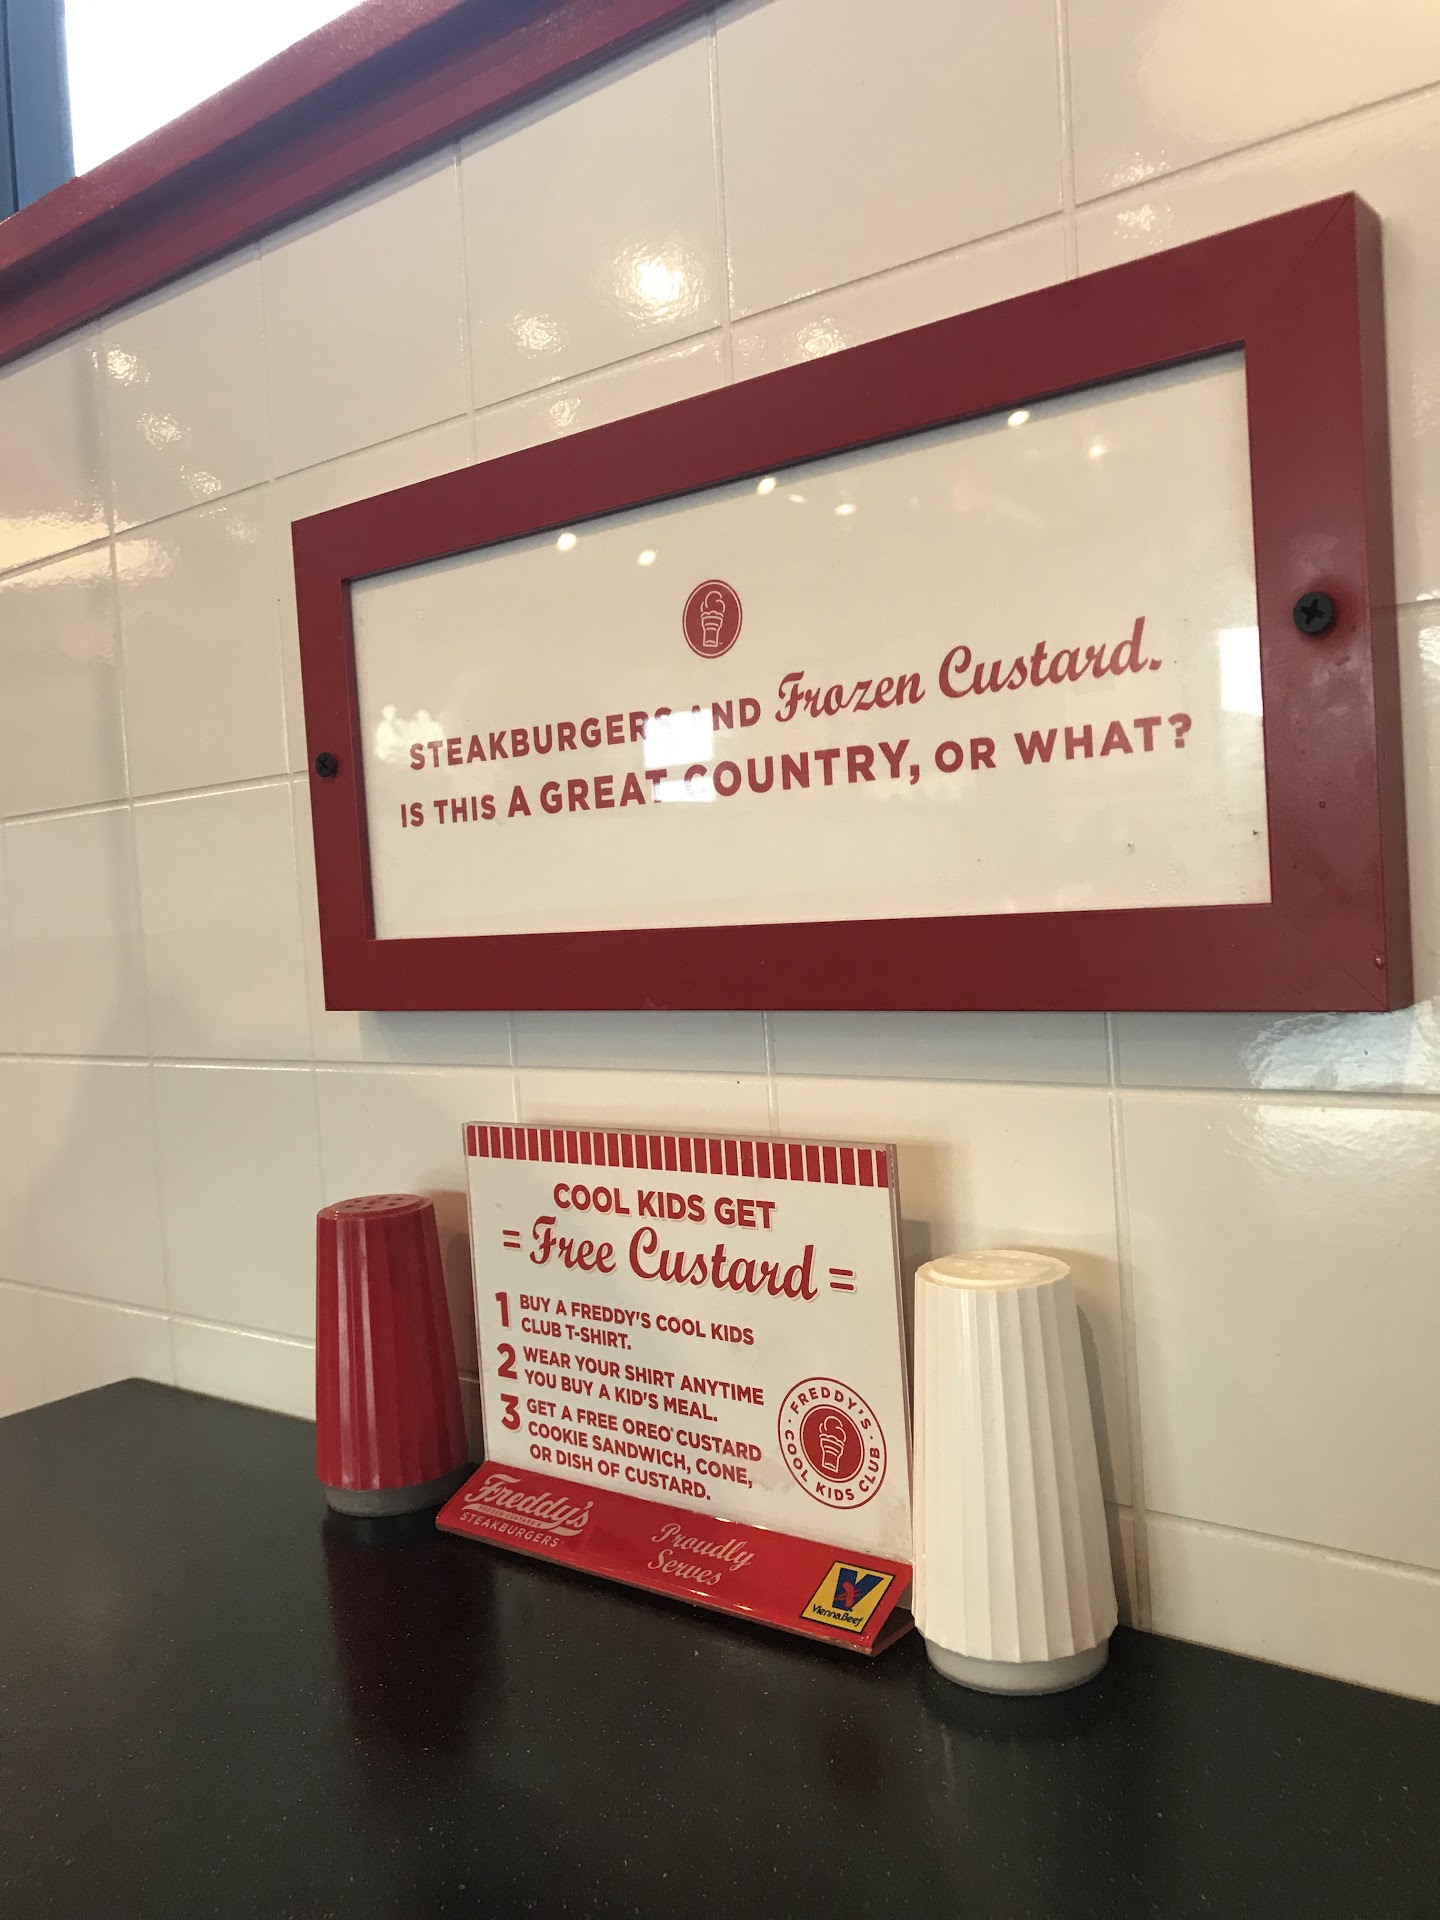 STEAKBURGERS AND Frozen Custard.
IS THIS A GREAT COUNTRY, OR WHAT?
COOL KIDS GET
= Free Custard =
1 BUY A FREDDY'S COOL KIDS
CLUB T-SHIRT.
2 WEAR YOUR SHIRT ANYTIME
YOU BUY A KID'S MEAL.
3 GET A FREE OREO® CUSTARD
COOKIE SANDWICH, CONE,
OR DISH OF CUSTARD.
FREDDY'S
COOL KIDS CLUB
Freddy's
FROZEN CUSTARD &
STEAKBURGERS
Proudly
Serves
V
Vienna Beef